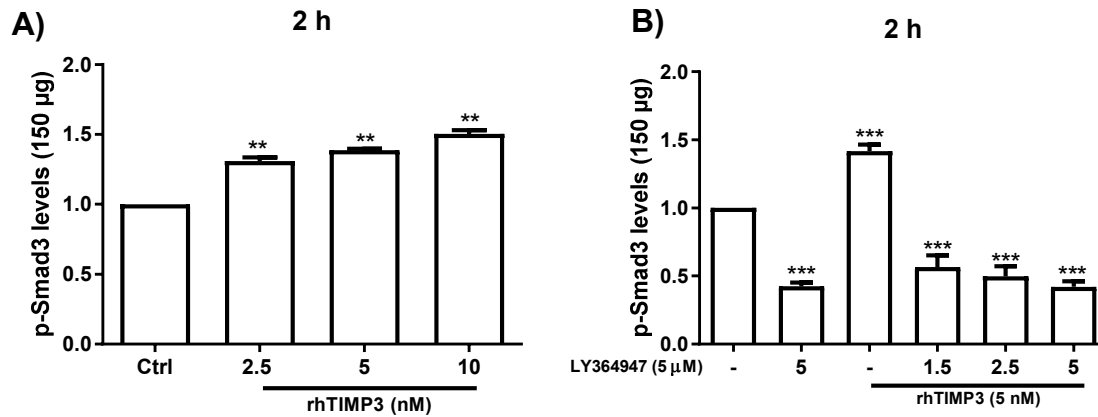 A)
2 h
p-Smad3 levels (150 µg)
2.0
**
**
**
1.5
1.0
0.5
0.0
Ctrl 2.5 5 10
rhTIMP3 (nM)
B)
2 h
p-Smad3 levels (150 µg)
2.0
***
1.5
1.0
***
***
***
***
0.5
0.0
LY364947 (5 µM) - 5 - 1.5 2.5 5
rhTIMP3 (5 nM)